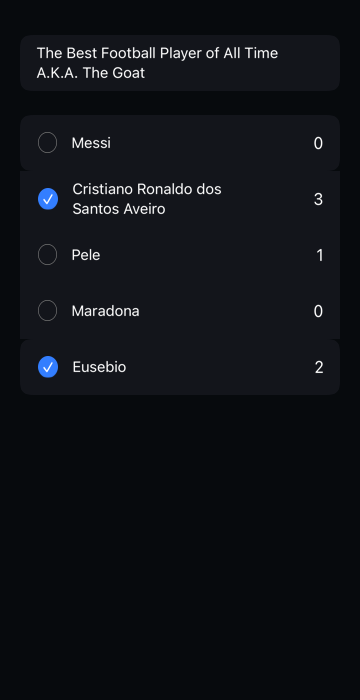 The Best Football Player of All Time
A.K.A. The Goat
Messi 0
Cristiano Ronaldo dos
Santos Aveiro 3
Pele 1
Maradona 0
Eusebio 2